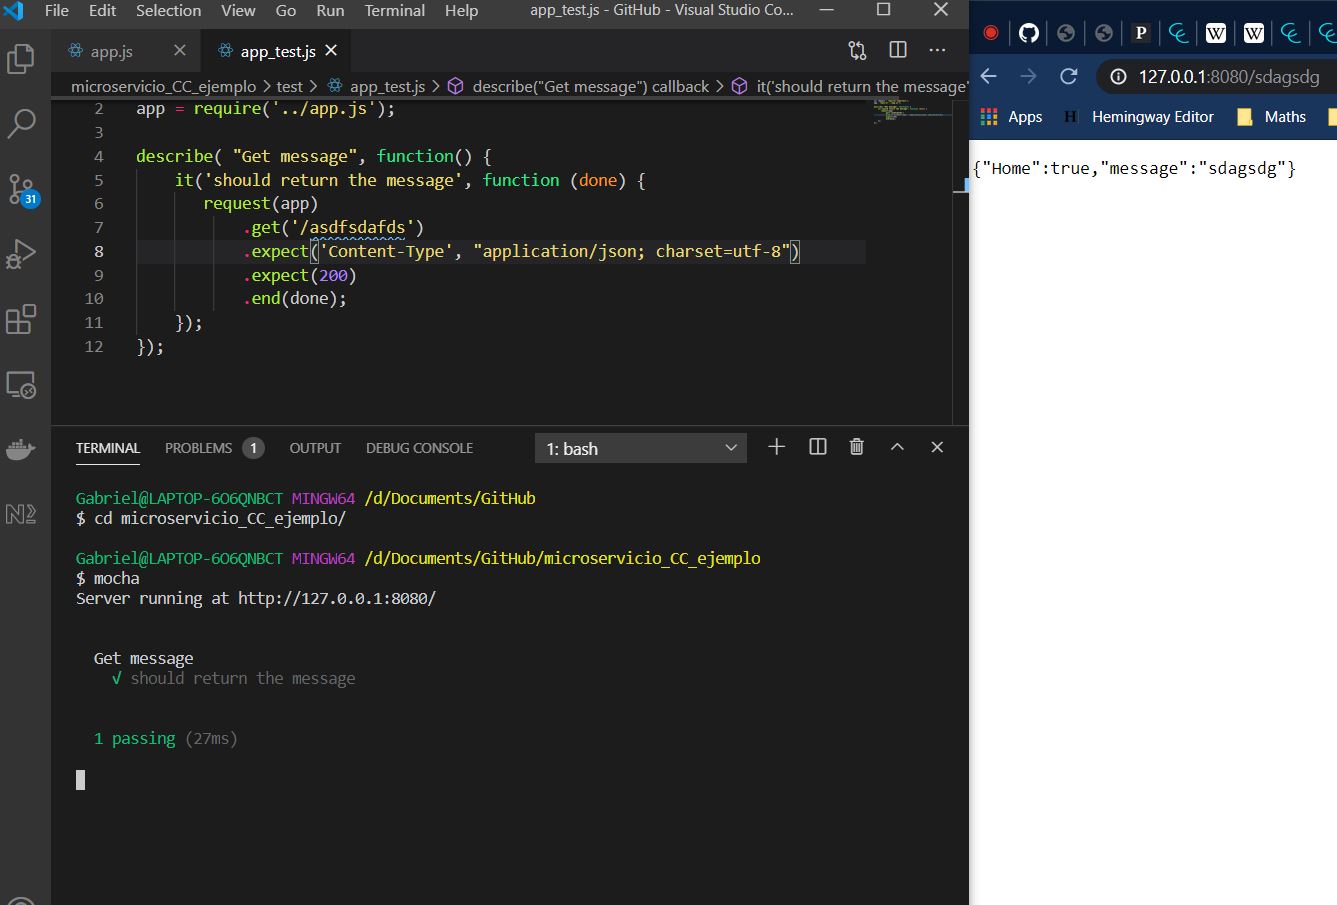 File Edit Selection View Go Run Terminal Help app_test.js - GitHub - Visual Studio Co...
app.js app_test.js
microservicio_CC_ejemplo > test > app_test.js > describe("Get message") callback > it('should return the message'
2 app = require('../app.js');
3
4 describe( "Get message", function() {
5 it('should return the message', function (done) {
6 request(app)
7 .get('/asdfsdafds')
8 .expect('Content-Type', "application/json; charset=utf-8")
9 .expect(200)
10 .end(done);
11 });
12 });
31
TERMINAL PROBLEMS 1 OUTPUT DEBUG CONSOLE 1: bash
Gabriel@LAPTOP-6O6QNBCT MINGW64 /d/Documents/GitHub
$ cd microservicio_CC_ejemplo/
Gabriel@LAPTOP-6O6QNBCT MINGW64 /d/Documents/GitHub/microservicio_CC_ejemplo
$ mocha
Server running at http://127.0.0.1:8080/
Get message
√ should return the message
1 passing (27ms)
P W W
127.0.0.1:8080/sdagsdg
Apps H Hemingway Editor Maths
{"Home":true,"message":"sdagsdg"}